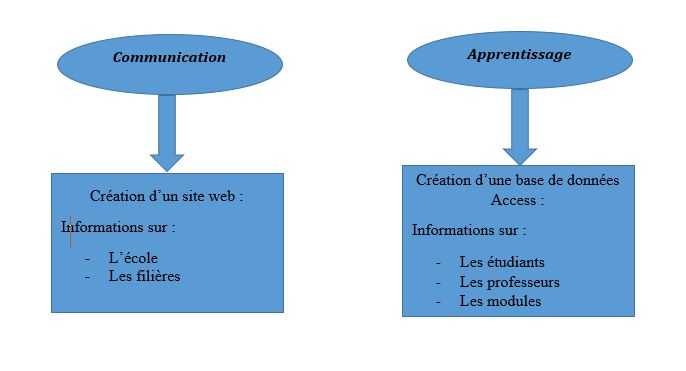 Communication
Création d'un site web :
Informations sur :
- L'école
- Les filières
Apprentissage
Création d'une base de données
Access :
Informations sur :
- Les étudiants
- Les professeurs
- Les modules